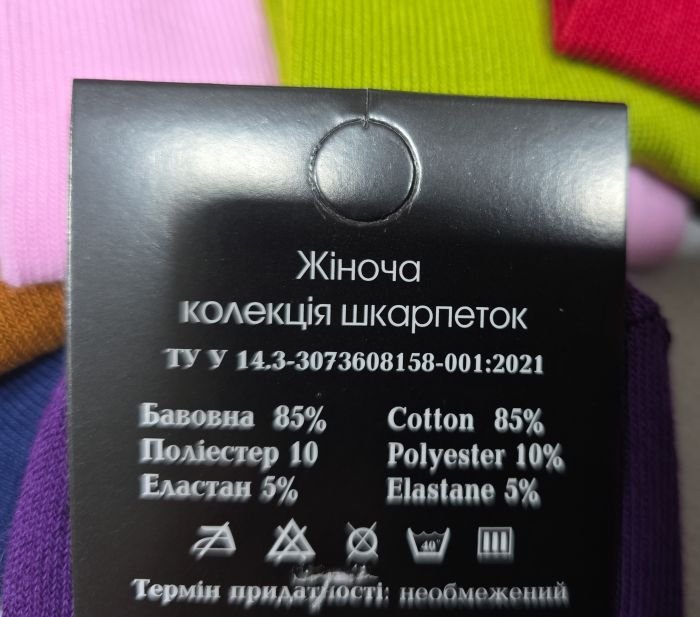 Жіноча
колекція шкарпеток
ТУ У 14.3-3073608158-001:2021
Бавовна 85% Cotton 85%
Поліестер 10 Polyester 10%
Еластан 5% Elastane 5%
40°
Термін придатності: необмежений